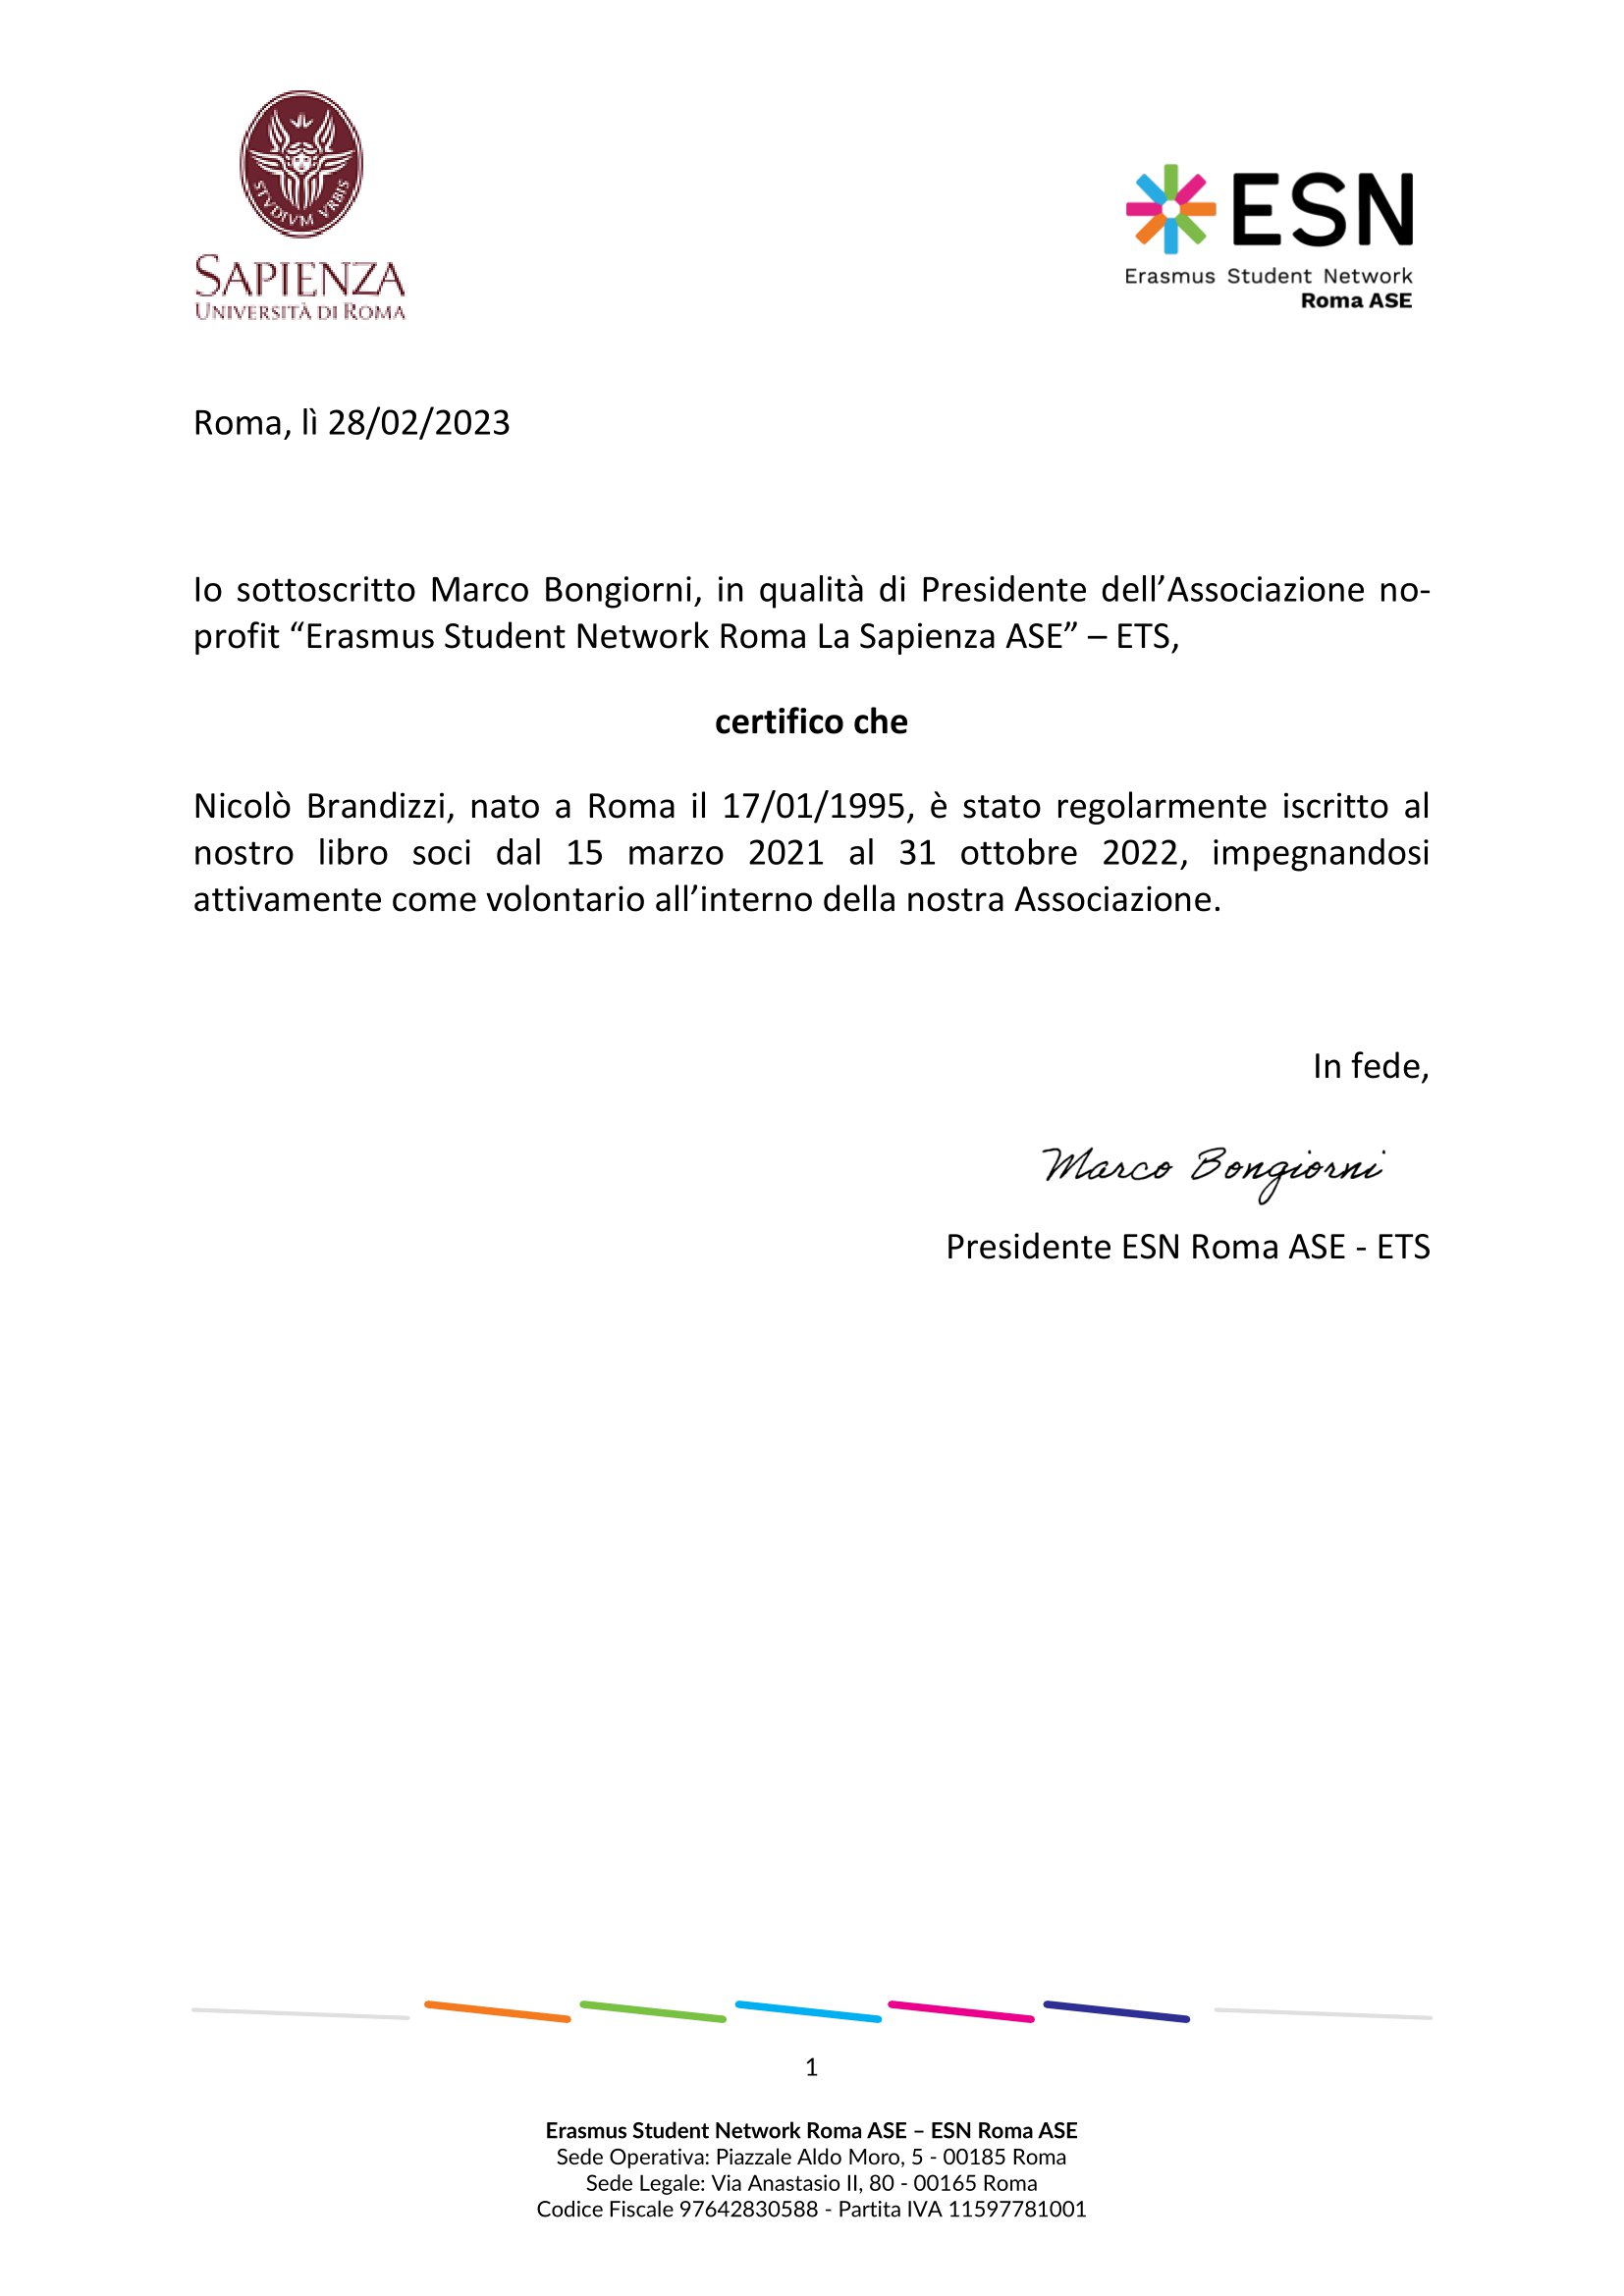 STVDIVM VRBIS
SAPIENZA
UNIVERSITÀ DI ROMA
ESN
Erasmus Student Network
Roma ASE
Roma, lì 28/02/2023
Io sottoscritto Marco Bongiorni, in qualità di Presidente dell’Associazione no-
profit “Erasmus Student Network Roma La Sapienza ASE” – ETS,
certifico che
Nicolò Brandizzi, nato a Roma il 17/01/1995, è stato regolarmente iscritto al
nostro libro soci dal 15 marzo 2021 al 31 ottobre 2022, impegnandosi
attivamente come volontario all’interno della nostra Associazione.
In fede,
Marco Bongiorni
Presidente ESN Roma ASE - ETS
1
Erasmus Student Network Roma ASE – ESN Roma ASE
Sede Operativa: Piazzale Aldo Moro, 5 - 00185 Roma
Sede Legale: Via Anastasio II, 80 - 00165 Roma
Codice Fiscale 97642830588 - Partita IVA 11597781001